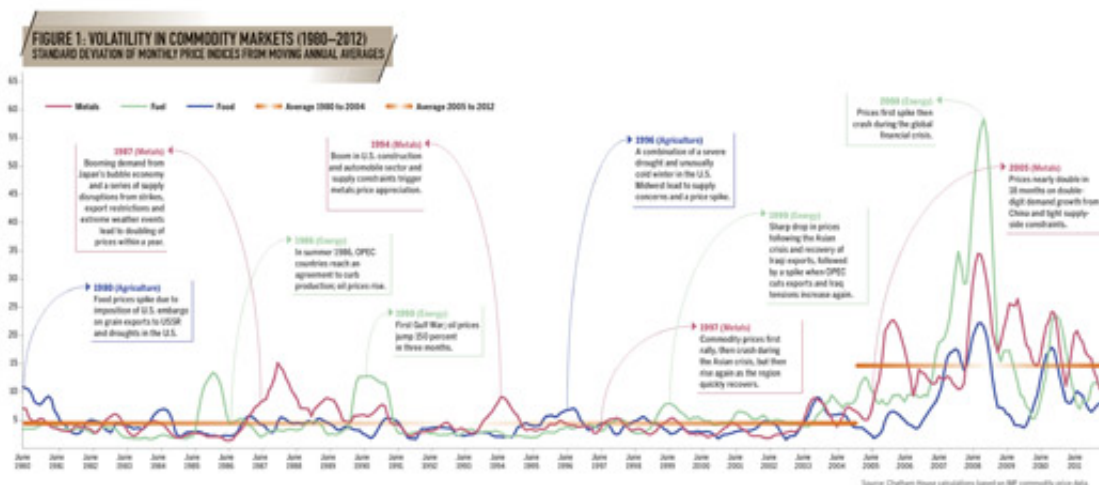 FIGURE 1: VOLATILITY IN COMMODITY MARKETS (1980–2012)
STANDARD DEVIATION OF MONTHLY PRICE INDICES FROM MOVING ANNUAL AVERAGES
65
60
55
50
45
40
35
30
25
20
15
10
5
Metals
Fuel
Food
Average 1980 to 2004
Average 2005 to 2012
1987 (Metals)
Booming demand from
Japan's bubble economy
and a series of supply
disruptions from strikes,
export restrictions and
extreme weather events
lead to doubling of
prices within a year.
1994 (Metals)
Boom in U.S. construction
and automobile sector and
supply constraints trigger
metals price appreciation.
1996 (Agriculture)
A combination of a severe
drought and unusually
cold winter in the U.S.
Midwest lead to supply
concerns and a price spike.
2008 (Energy)
Prices first spike then
crash during the global
financial crisis.
2005 (Metals)
Prices nearly double in
18 months on double-
digit demand growth from
China and tight supply-
side constraints.
1986 (Energy)
In summer 1986, OPEC
countries reach an
agreement to curb
production; oil prices rise.
1999 (Energy)
Sharp drop in prices
following the Asian
crisis and recovery of
Iraqi exports, followed
by a spike when OPEC
cuts exports and Iraq
tensions increase again.
1980 (Agriculture)
Food prices spike due to
imposition of U.S. embargo
on grain exports to USSR
and droughts in the U.S.
1990 (Energy)
First Gulf War; oil prices
jump 150 percent
in three months.
1997 (Metals)
Commodity prices first
rally, then crash during
the Asian crisis, but then
rise again as the region
quickly recovers.
June June June June June June June June June June June June June June June June June June June June June June June June June June June June June June June June
1980 1981 1982 1983 1984 1985 1986 1987 1988 1989 1990 1991 1992 1993 1994 1995 1996 1997 1998 1999 2000 2001 2002 2003 2004 2005 2006 2007 2008 2009 2010 2011
Source: Chatham House calculations based on IMF commodity price data.